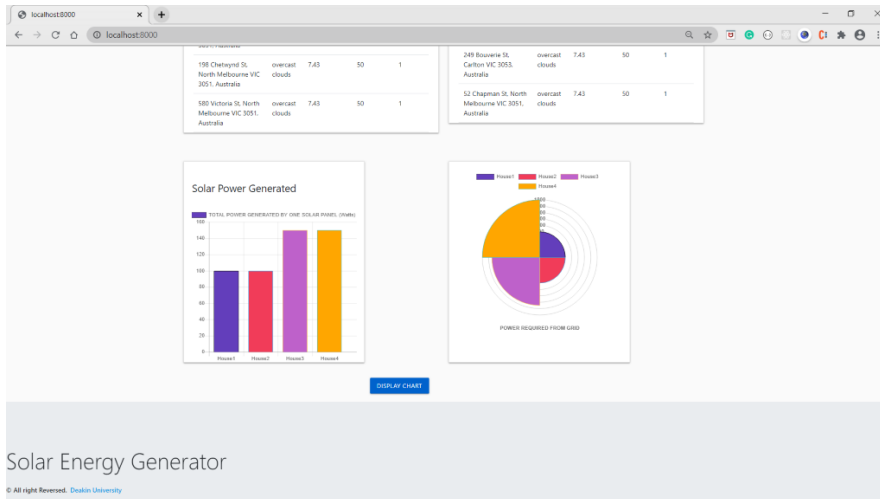 localhost:8000
localhost:8000
198 Chetwynd St, North Melbourne VIC 3051, Australia overcast clouds 7.43 50 1
580 Victoria St, North Melbourne VIC 3051, Australia overcast clouds 7.43 50 1
249 Bouverie St, Carlton VIC 3053, Australia overcast clouds 7.43 50 1
52 Chapman St, North Melbourne VIC 3051, Australia overcast clouds 7.43 50 1
Solar Power Generated
TOTAL POWER GENERATED BY ONE SOLAR PANEL (Watts)
160
140
120
100
80
60
40
20
0
House1 House2 House3 House4
House1 House2 House3
House4
POWER REQURIED FROM GRID
DISPLAY CHART
Solar Energy Generator
© All right Reversed. Deakin University